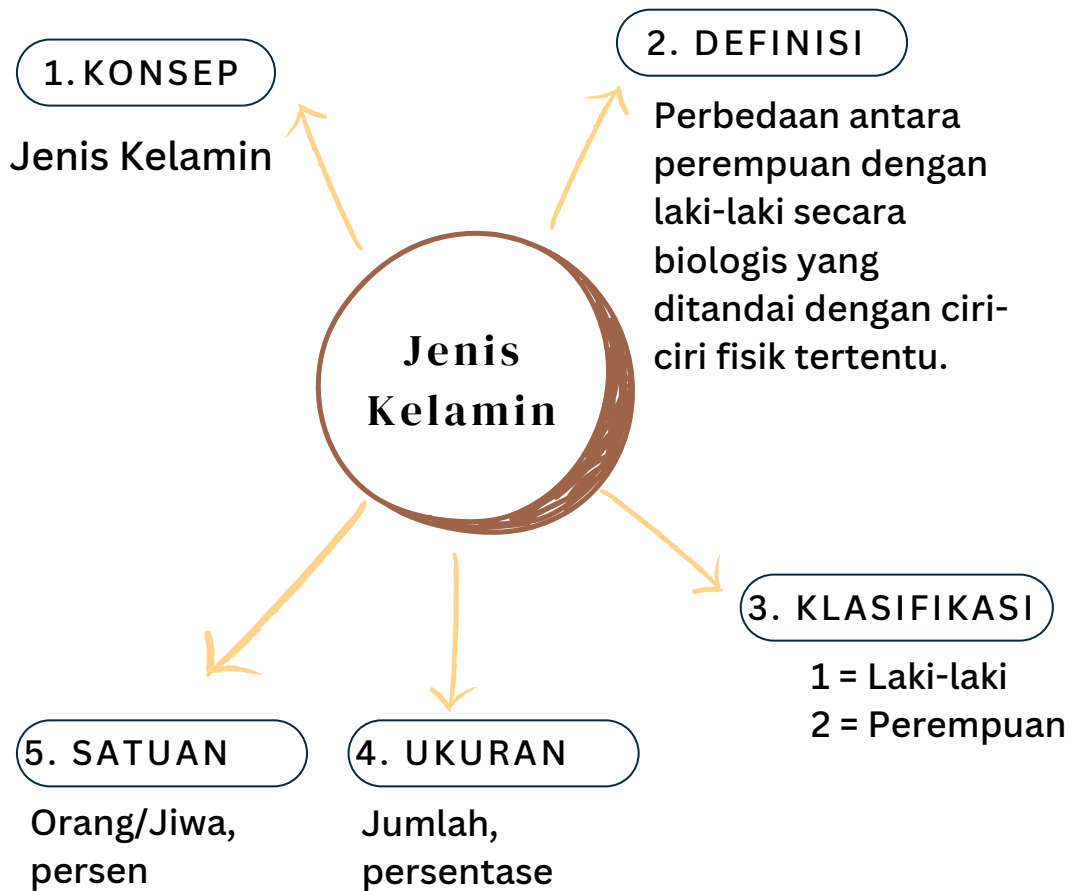 1. KONSEP
Jenis Kelamin
2. DEFINISI
Perbedaan antara
perempuan dengan
laki-laki secara
biologis yang
ditandai dengan ciri-
ciri fisik tertentu.
Jenis
Kelamin
3. KLASIFIKASI
1 = Laki-laki
2 = Perempuan
4. UKURAN
Jumlah,
persentase
5. SATUAN
Orang/Jiwa,
persen